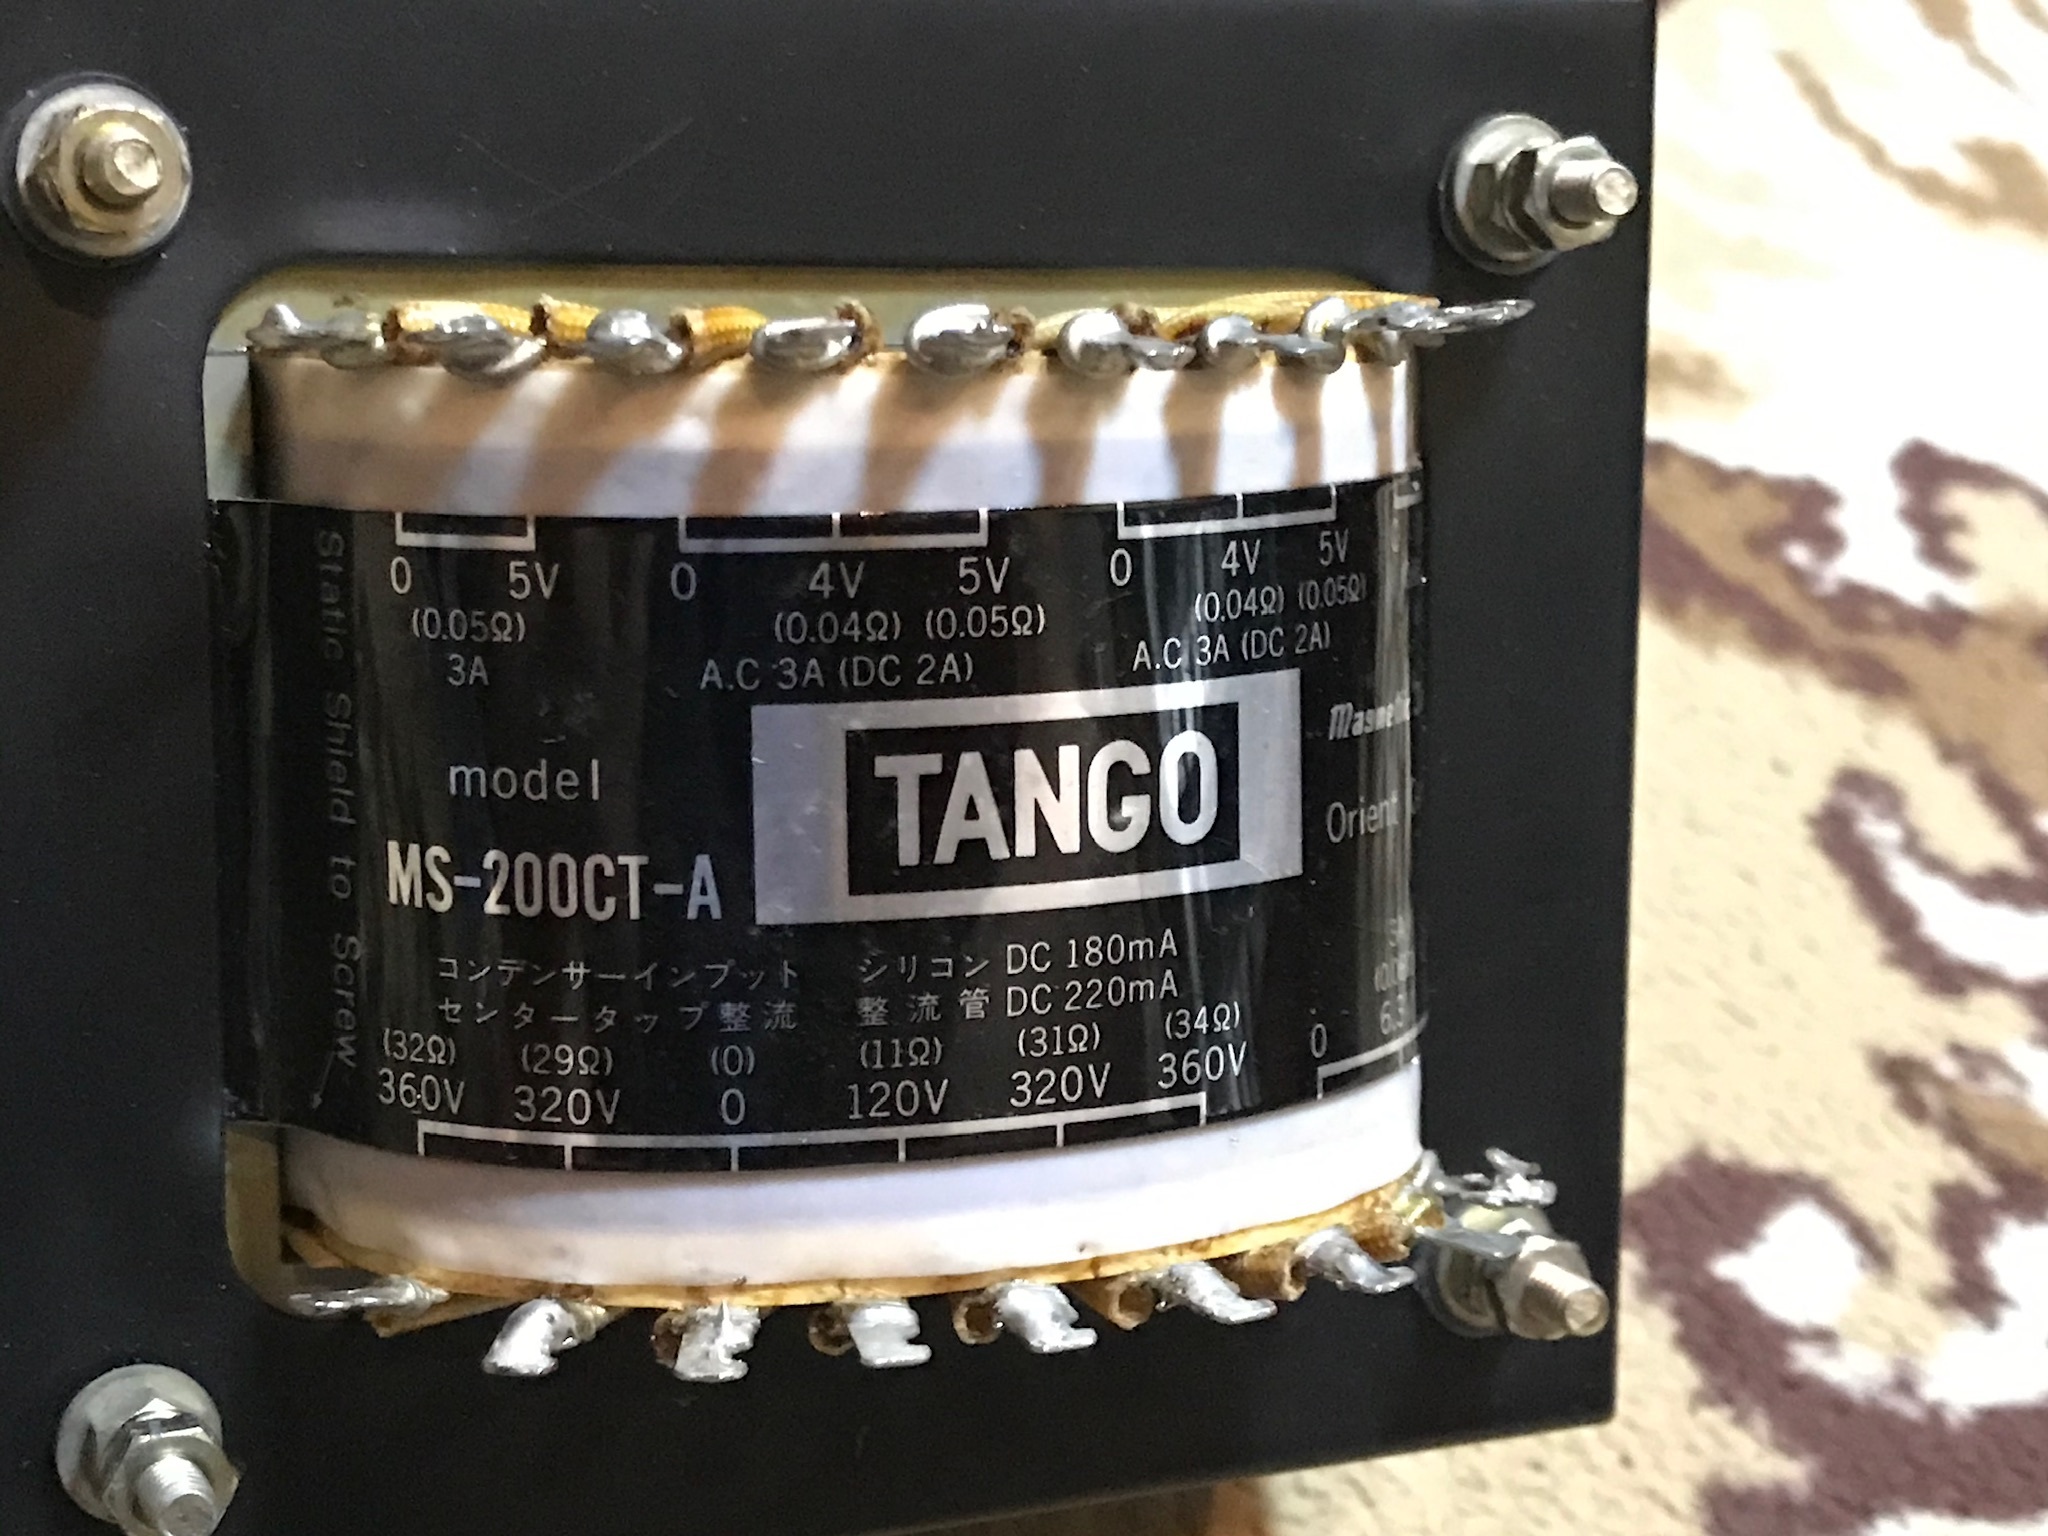 0 5V 0 4V 5V 0 4V 5V
(0.05Ω) (0.04Ω) (0.05Ω) (0.04Ω) (0.05Ω)
3A A.C 3A (DC 2A) A.C 3A (DC 2A)
Static Shield to Screw
model
MS-200CT-A
TANGO
Orient
コンデンサーインプット シリコン DC 180mA
センタータップ整流 整流管 DC 220mA
(32Ω) (29Ω) (0) (11Ω) (31Ω) (34Ω)
360V 320V 0 120V 320V 360V 0